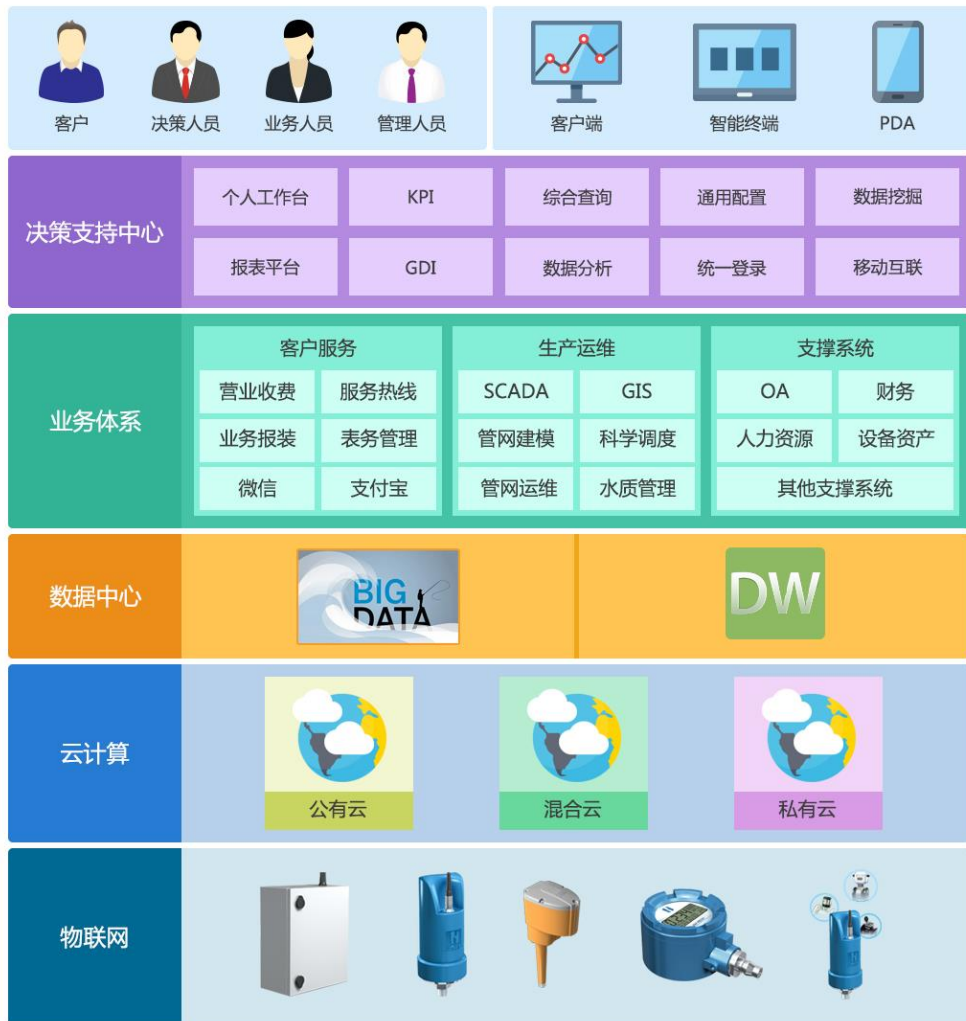 客户
决策人员
业务人员
管理人员
客户端
智能终端
PDA
决策支持中心
个人工作台
KPI
综合查询
通用配置
数据挖掘
报表平台
GDI
数据分析
统一登录
移动互联
业务体系
客户服务
营业收费
服务热线
业务报装
表务管理
微信
支付宝
生产运维
SCADA
GIS
管网建模
科学调度
管网运维
水质管理
支撑系统
OA
财务
人力资源
设备资产
其他支撑系统
数据中心
BIG
DATA
DW
云计算
公有云
混合云
私有云
物联网